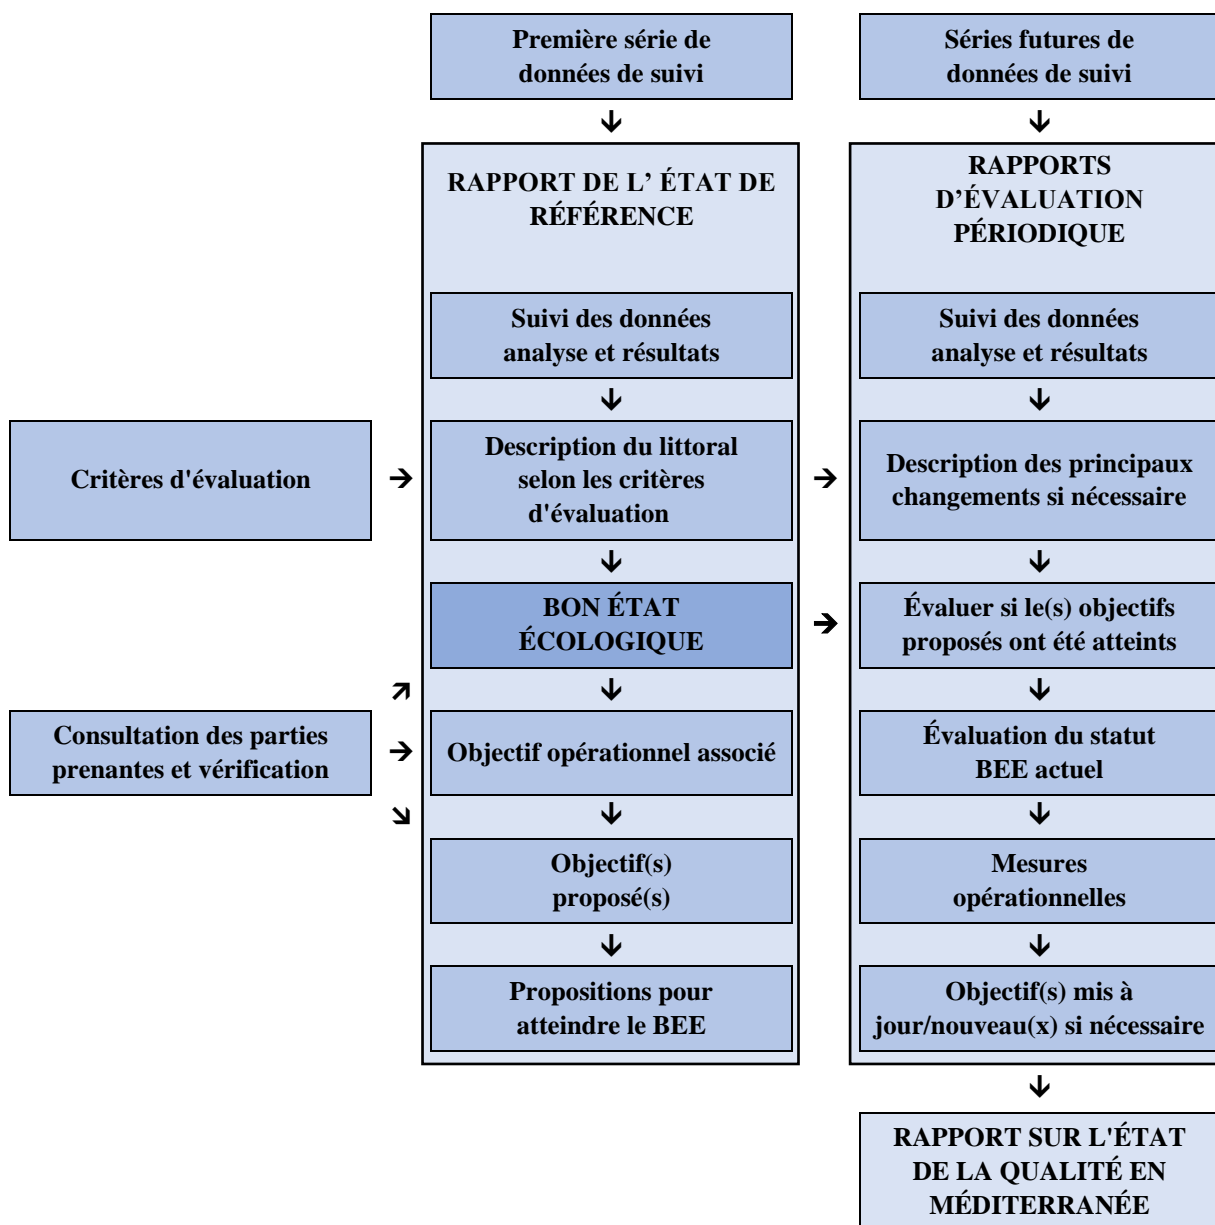 Première série de
données de suivi
Séries futures de
données de suivi
RAPPORT DE L’ ÉTAT DE
RÉFÉRENCE
RAPPORTS
D’ÉVALUATION
PÉRIODIQUE
Suivi des données
analyse et résultats
Suivi des données
analyse et résultats
Critères d'évaluation
Description du littoral
selon les critères
d'évaluation
Description des principaux
changements si nécessaire
BON ÉTAT
ÉCOLOGIQUE
Évaluer si le(s) objectifs
proposés ont été atteints
Consultation des parties
prenantes et vérification
Objectif opérationnel associé
Évaluation du statut
BEE actuel
Objectif(s)
proposé(s)
Mesures
opérationnelles
Propositions pour
atteindre le BEE
Objectif(s) mis à
jour/nouveau(x) si nécessaire
RAPPORT SUR L'ÉTAT
DE LA QUALITÉ EN
MÉDITERRANÉE